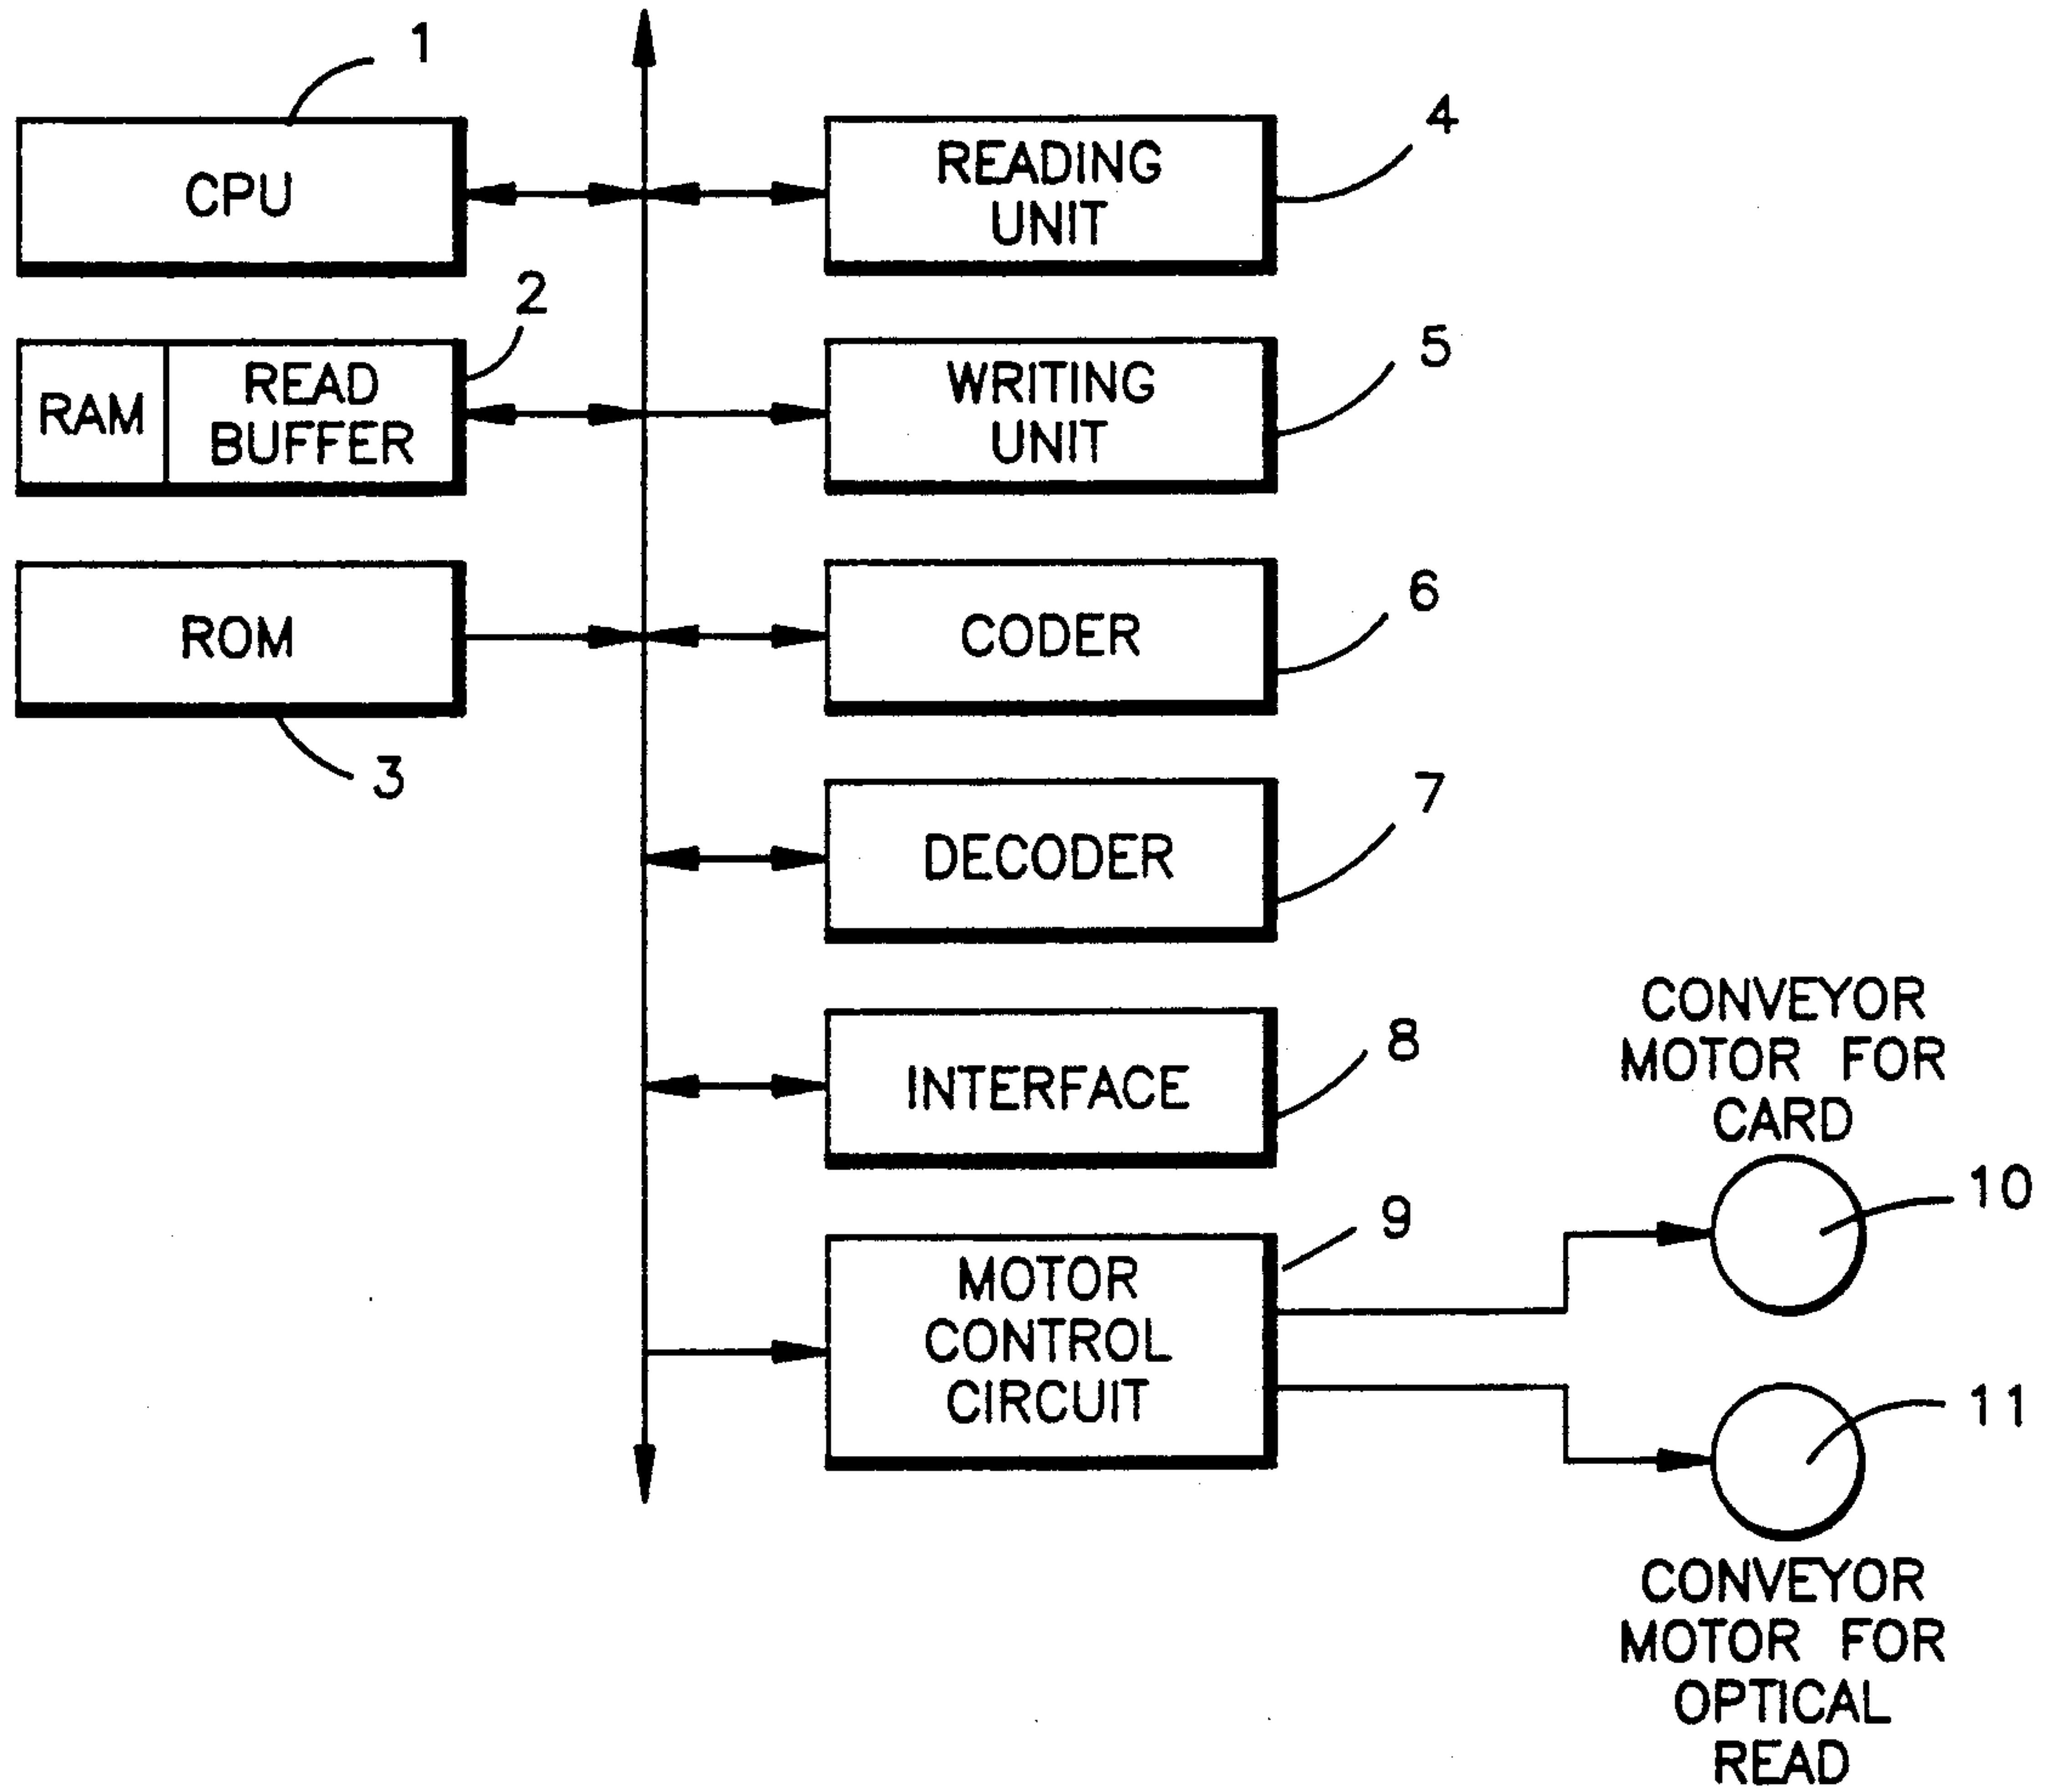 1
CPU
2
RAM
READ
BUFFER
ROM
3
READING
UNIT
4
WRITING
UNIT
5
CODER
6
DECODER
7
INTERFACE
8
MOTOR
CONTROL
CIRCUIT
9
CONVEYOR
MOTOR FOR
CARD
10
11
CONVEYOR
MOTOR FOR
OPTICAL
READ